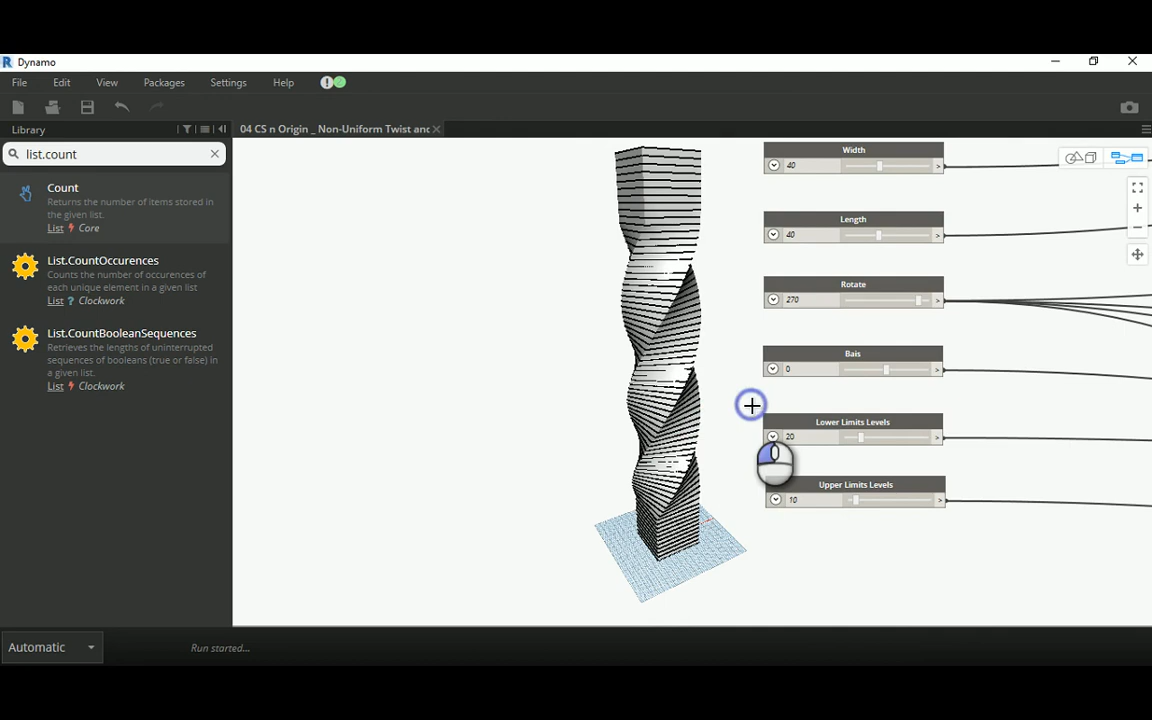 R Dynamo
File Edit View Packages Settings Help !
Library
04 CS n Origin _ Non-Uniform Twist and
list.count
Count
Returns the number of items stored in
the given list.
List Core
List.CountOccurences
Counts the number of occurences of
each unique element in a given list
List ? Clockwork
List.CountBooleanSequences
Retrieves the lengths of uninterrupted
sequences of booleans (true or false) in
a given list.
List Clockwork
Width
40 >
Length
40 >
Rotate
270 >
Bais
0 >
Lower Limits Levels
20 >
Upper Limits Levels
10 >
Automatic
Run started...